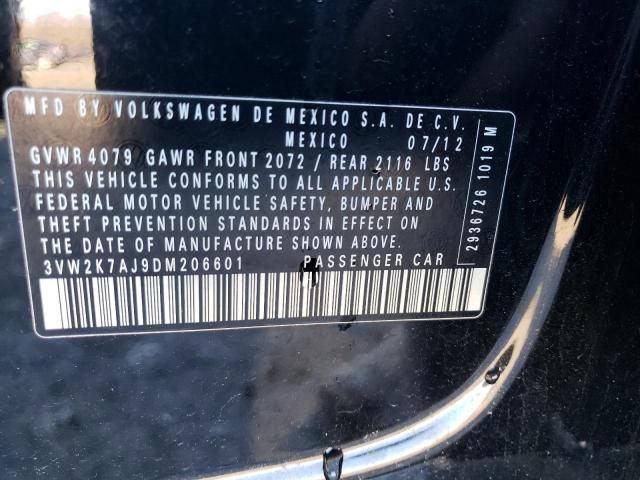 MFD BY VOLKSWAGEN DE MEXICO S.A. DE C.V.
MEXICO 07/12
GVWR 4079 GAWR FRONT 2072 / REAR 2116 LBS
THIS VEHICLE CONFORMS TO ALL APPLICABLE U.S.
FEDERAL MOTOR VEHICLE SAFETY, BUMPER AND
THEFT PREVENTION STANDARDS IN EFFECT ON
THE DATE OF MANUFACTURE SHOWN ABOVE.
3VW2K7AJ9DM206601 PASSENGER CAR
2936726 1019 M